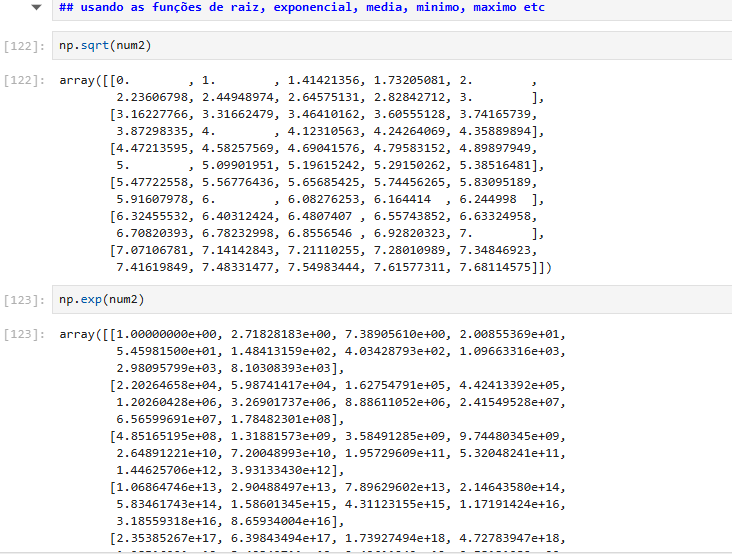 ## usando as funções de raiz, exponencial, media, minimo, maximo etc
[122]: np.sqrt(num2)
[122]: array([[0.        , 1.        , 1.41421356, 1.73205081, 2.        ,
        2.23606798, 2.44948974, 2.64575131, 2.82842712, 3.        ],
       [3.16227766, 3.31662479, 3.46410162, 3.60555128, 3.74165739,
        3.87298335, 4.        , 4.12310563, 4.24264069, 4.35889894],
       [4.47213595, 4.58257569, 4.69041576, 4.79583152, 4.89897949,
        5.        , 5.09901951, 5.19615242, 5.29150262, 5.38516481],
       [5.47722558, 5.56776436, 5.65685425, 5.74456265, 5.83095189,
        5.91607978, 6.        , 6.08276253, 6.164414  , 6.244998  ],
       [6.32455532, 6.40312424, 6.4807407 , 6.55743852, 6.63324958,
        6.70820393, 6.78232998, 6.8556546 , 6.92820323, 7.        ],
       [7.07106781, 7.14142843, 7.21110255, 7.28010989, 7.34846923,
        7.41619849, 7.48331477, 7.54983444, 7.61577311, 7.68114575]])
[123]: np.exp(num2)
[123]: array([[1.00000000e+00, 2.71828183e+00, 7.38905610e+00, 2.00855369e+01,
        5.45981500e+01, 1.48413159e+02, 4.03428793e+02, 1.09663316e+03,
        2.98095799e+03, 8.10308393e+03],
       [2.20264658e+04, 5.98741417e+04, 1.62754791e+05, 4.42413392e+05,
        1.20260428e+06, 3.26901737e+06, 8.88611052e+06, 2.41549528e+07,
        6.56599691e+07, 1.78482301e+08],
       [4.85165195e+08, 1.31881573e+09, 3.58491285e+09, 9.74480345e+09,
        2.64891221e+10, 7.20048993e+10, 1.95729609e+11, 5.32048241e+11,
        1.44625706e+12, 3.93133430e+12],
       [1.06864746e+13, 2.90488497e+13, 7.89629602e+13, 2.14643580e+14,
        5.83461743e+14, 1.58601345e+15, 4.31123155e+15, 1.17191424e+16,
        3.18559318e+16, 8.65934004e+16],
       [2.35385267e+17, 6.39843494e+17, 1.73927494e+18, 4.72783947e+18,